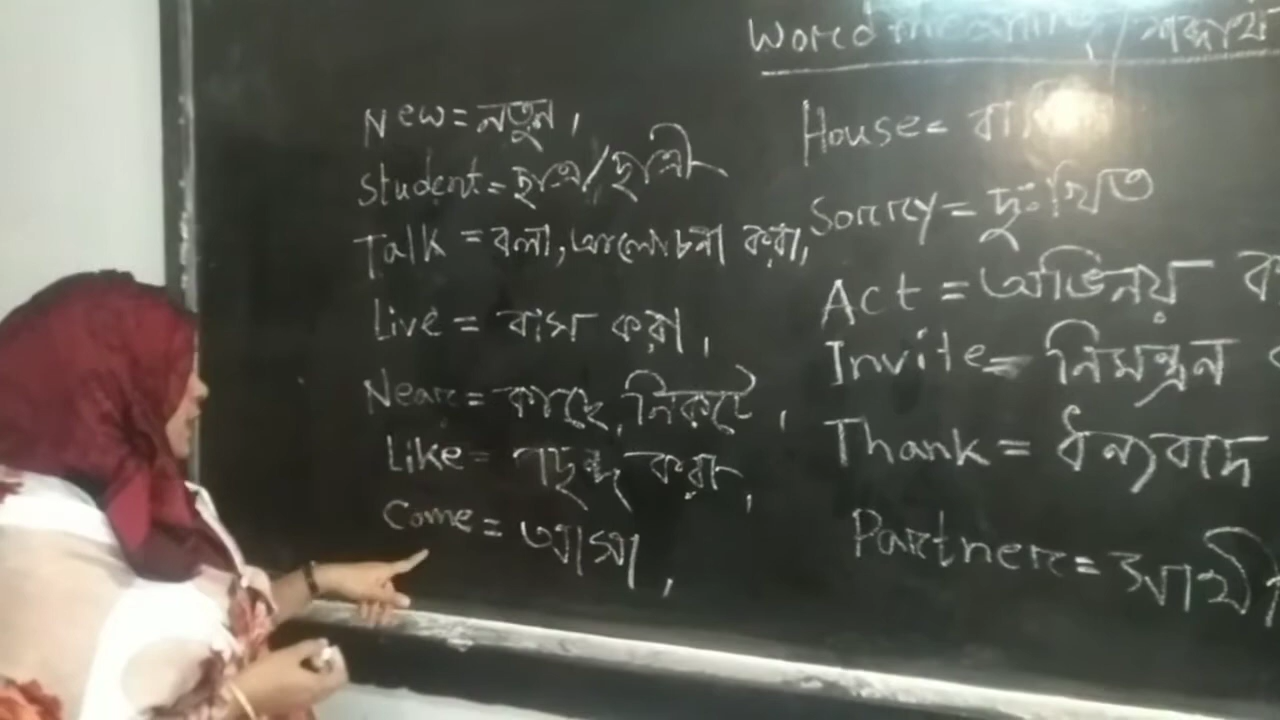 Word meaning/শব্দার্থ
New = নতুন,
Student = ছাত্র/ছাত্রী
Talk = বলা, আলোচনা করা,
Live = বাস করা,
Near = কাছে, নিকটে,
Like = পছন্দ করা,
Come = আসা,
House =
Sorry = দুঃখিত
Act = অভিনয়
Invite = নিমন্ত্রন
Thank = ধন্যবাদ
Partner = সাথী